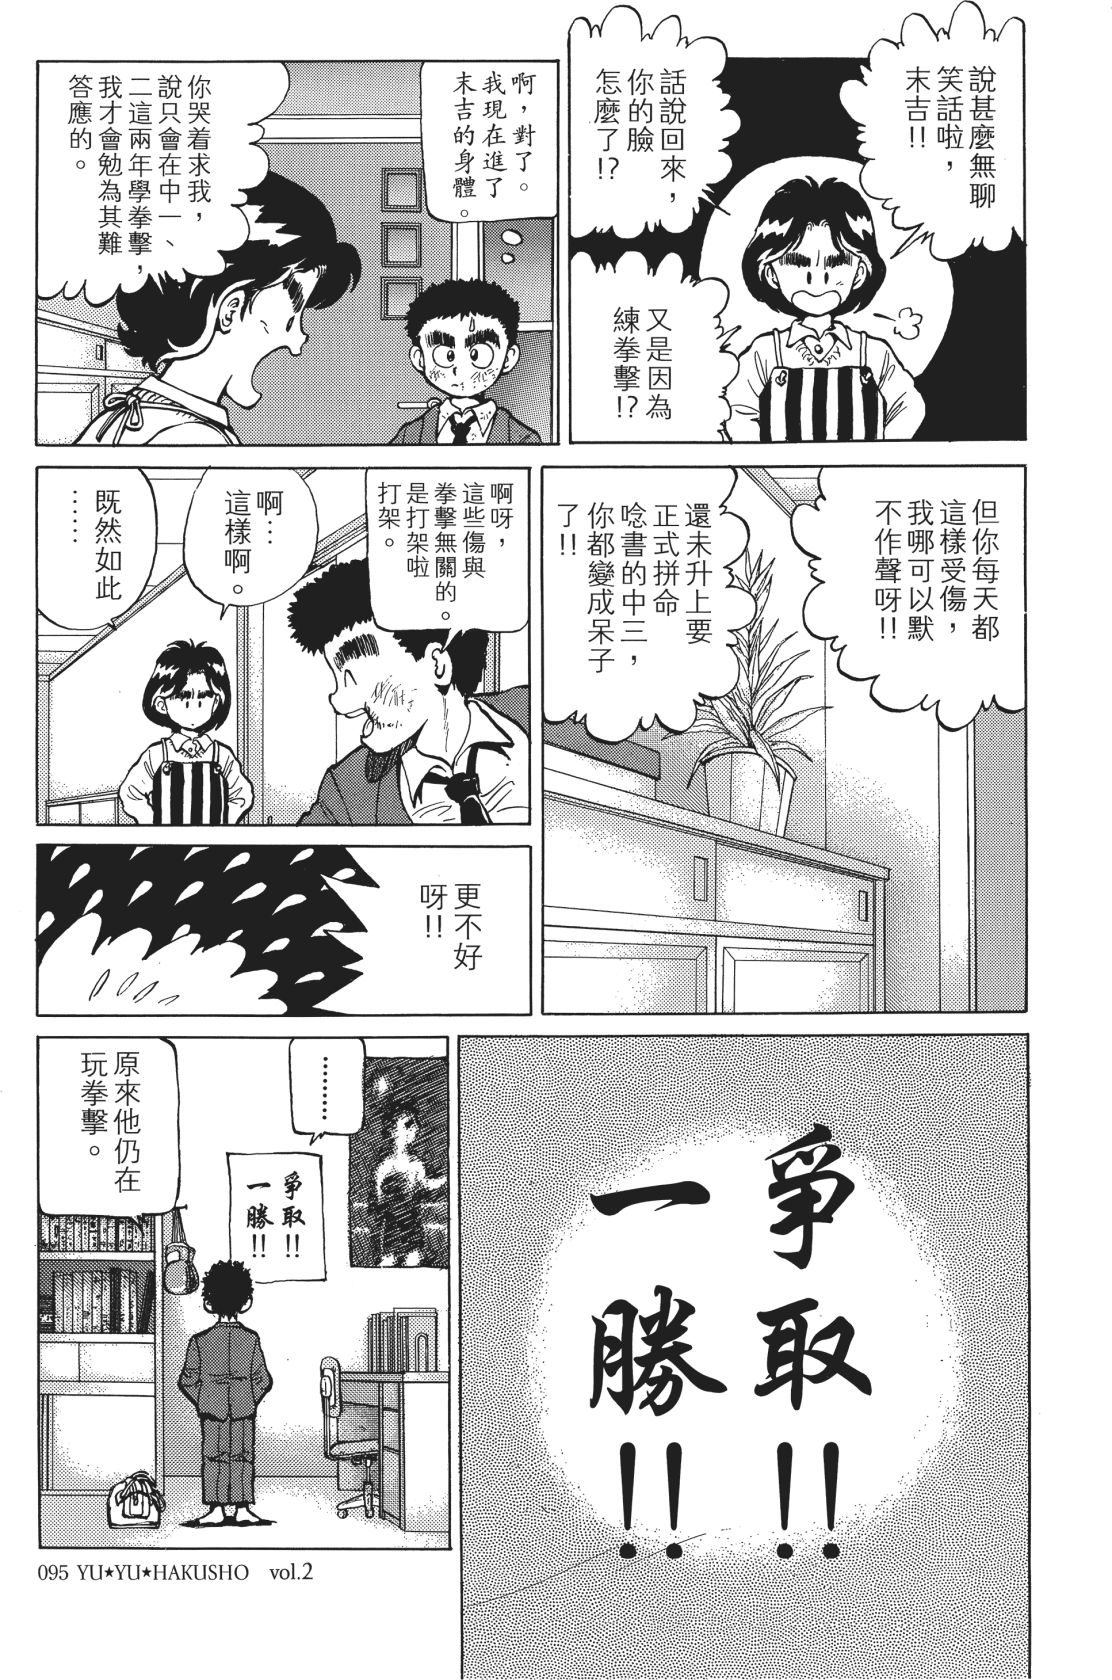 說甚麼無聊
笑話啦，
末吉!!
話說回來，
你的臉
怎麼了!?
又是因為
練拳擊!?
啊，對了。
我現在進了
末吉的身體。
你哭着求我，
說只會在中一、
二這兩年學拳擊，
我才會勉為其難
答應的。
但你每天都
這樣受傷，
我哪可以默
不作聲呀!!
還未升上要
正式拼命
唸書的中三，
你都變成呆子
了!!
啊呀，
這些傷與
拳擊無關的。
是打架啦
打架。
啊…
這樣啊。
既然如此
……
更不好
呀!!
爭取!!
一勝!!
………
爭取!!
一勝!!
原來他仍在
玩拳擊。
095 YU★YU★HAKUSHO vol.2